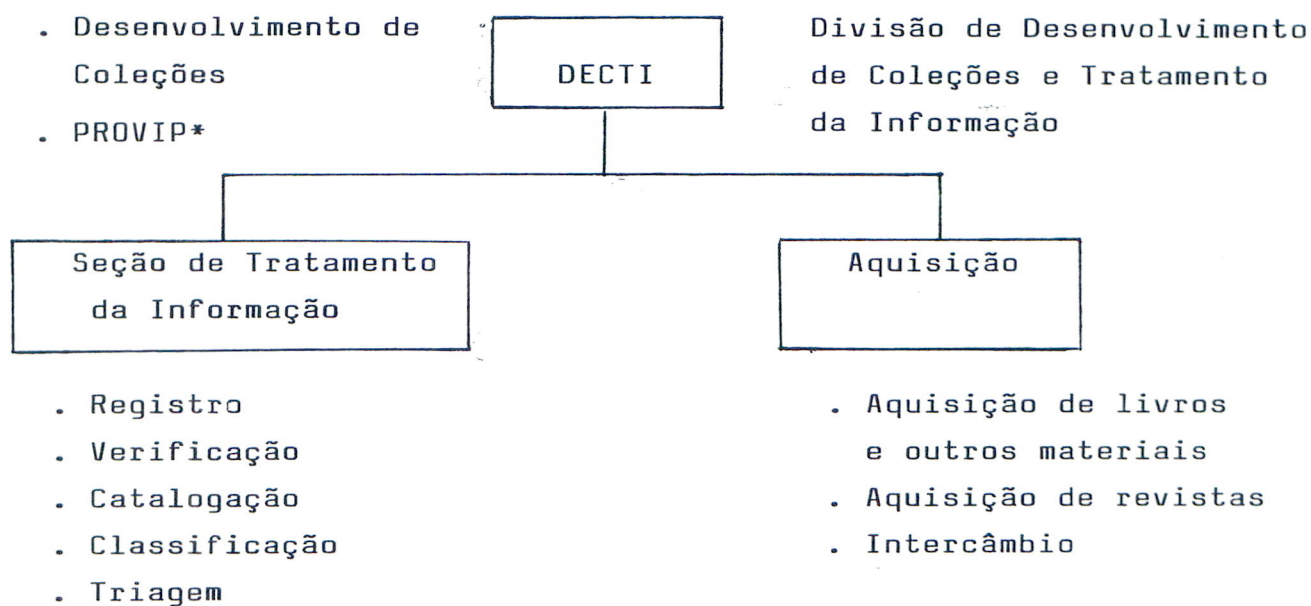 . Desenvolvimento de
Coleções
. PROVIP*
DECTI
Divisão de Desenvolvimento
de Coleções e Tratamento
da Informação
Seção de Tratamento
da Informação
. Registro
. Verificação
. Catalogação
. Classificação
. Triagem
Aquisição
. Aquisição de livros
e outros materiais
. Aquisição de revistas
. Intercâmbio